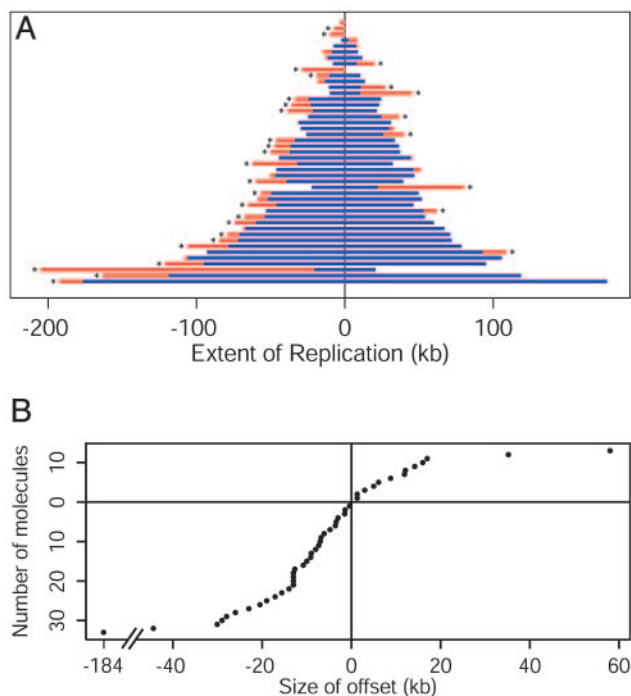 A
-200 -100 0 100
Extent of Replication (kb)
B
Number of molecules
10
0
10
20
30
-184 -40 -20 0 20 40 60
Size of offset (kb)